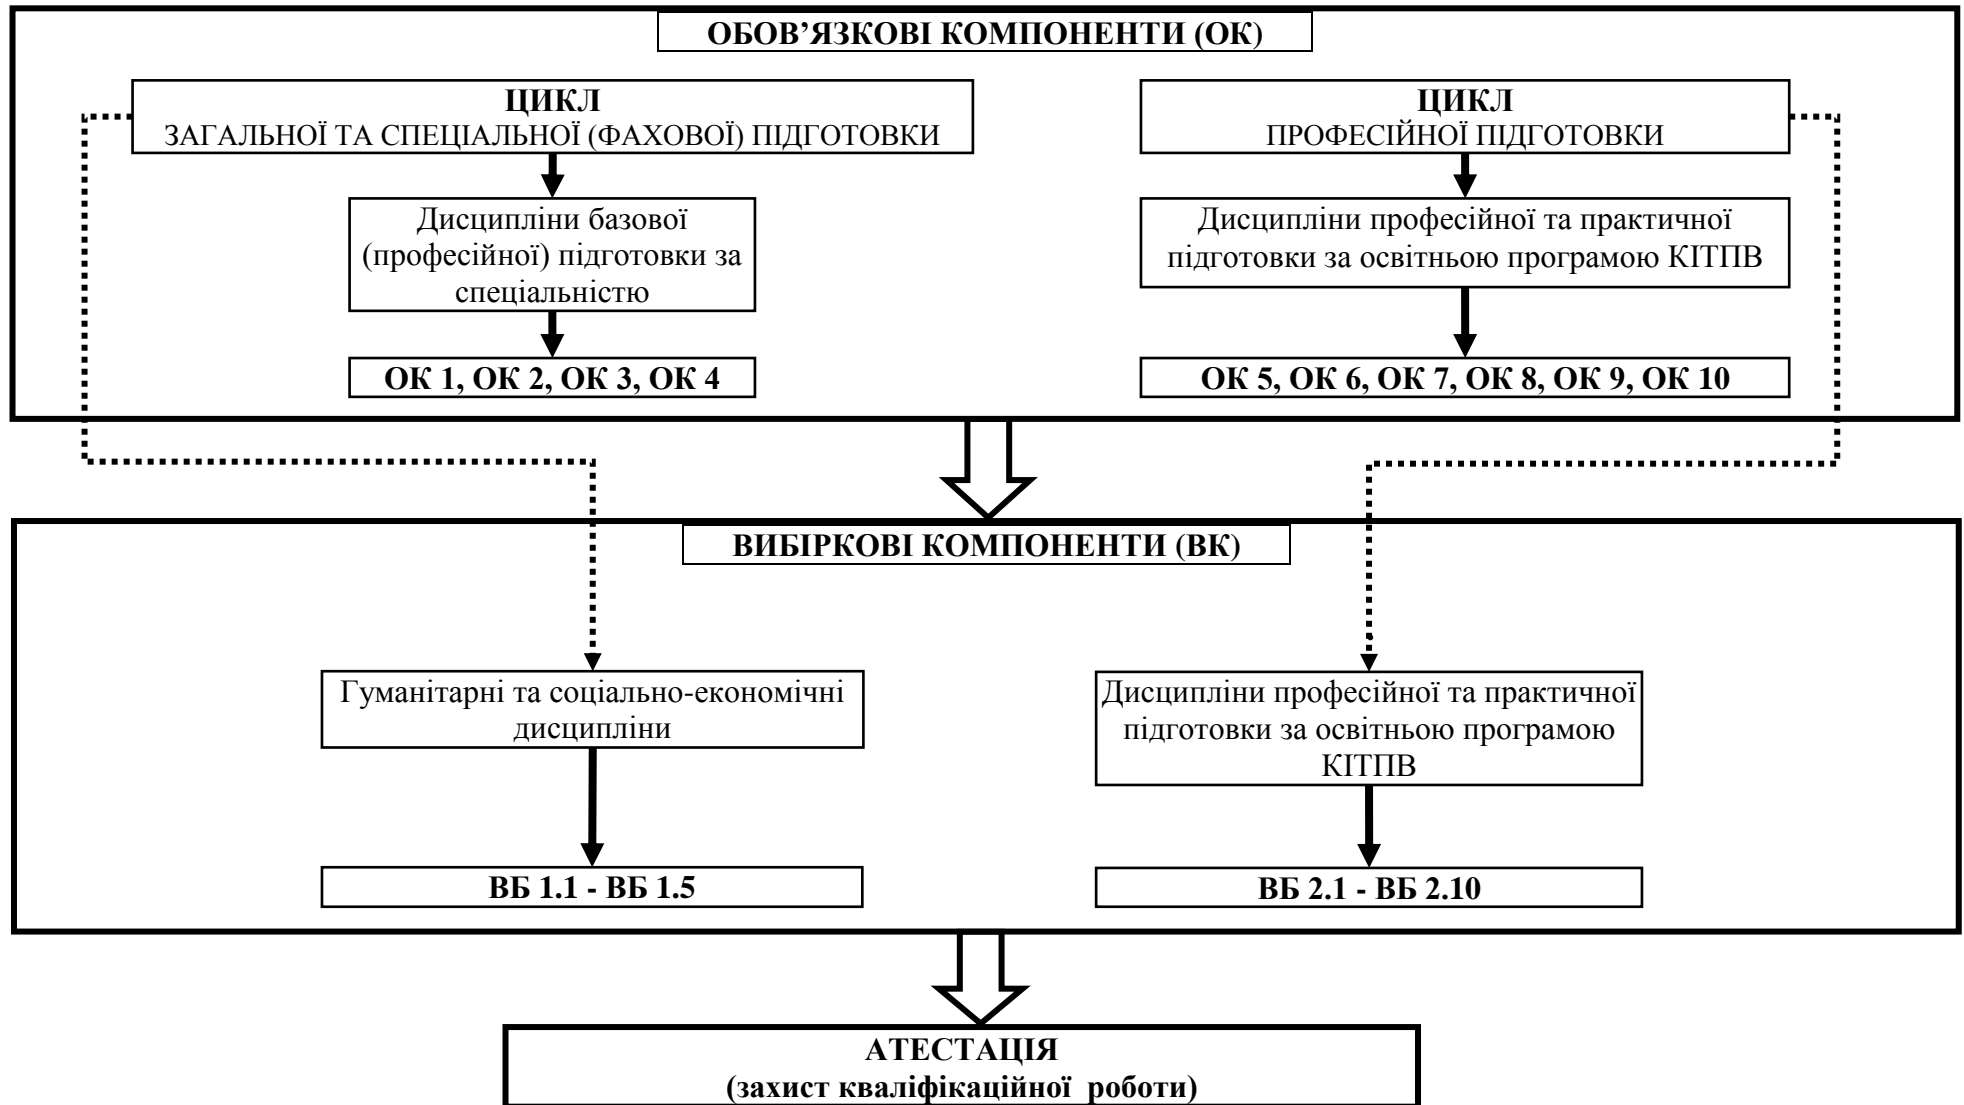 ОБОВ’ЯЗКОВІ КОМПОНЕНТИ (ОК)
ЦИКЛ
ЗАГАЛЬНОЇ ТА СПЕЦІАЛЬНОЇ (ФАХОВОЇ) ПІДГОТОВКИ
ЦИКЛ
ПРОФЕСІЙНОЇ ПІДГОТОВКИ
Дисципліни базової
(професійної) підготовки за
спеціальністю
Дисципліни професійної та практичної
підготовки за освітньою програмою КІТПВ
ОК 1, ОК 2, ОК 3, ОК 4
ОК 5, ОК 6, ОК 7, ОК 8, ОК 9, ОК 10
ВИБІРКОВІ КОМПОНЕНТИ (ВК)
Гуманітарні та соціально-економічні
дисципліни
Дисципліни професійної та практичної
підготовки за освітньою програмою
КІТПВ
ВБ 1.1 - ВБ 1.5
ВБ 2.1 - ВБ 2.10
АТЕСТАЦІЯ
(захист кваліфікаційної роботи)